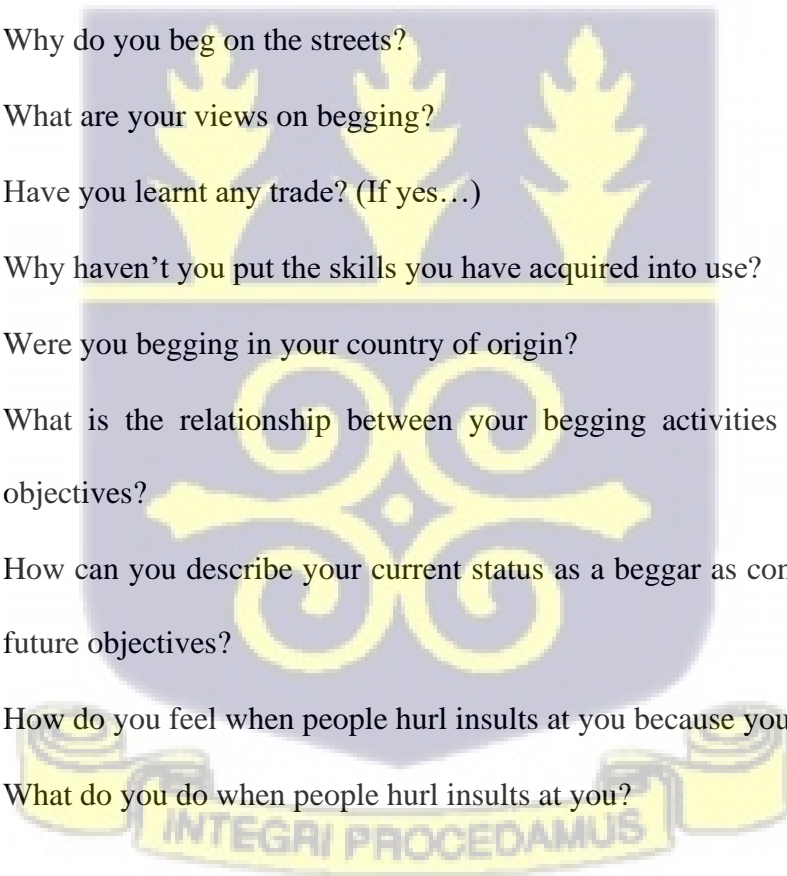 Why do you beg on the streets?
What are your views on begging?
Have you learnt any trade? (If yes…)
Why haven’t you put the skills you have acquired into use?
Were you begging in your country of origin?
What is the relationship between your begging activities
objectives?
How can you describe your current status as a beggar as
future objectives?
How do you feel when people hurl insults at you because you
What do you do when people hurl insults at you?
INTEGRI PROCEDAMUS